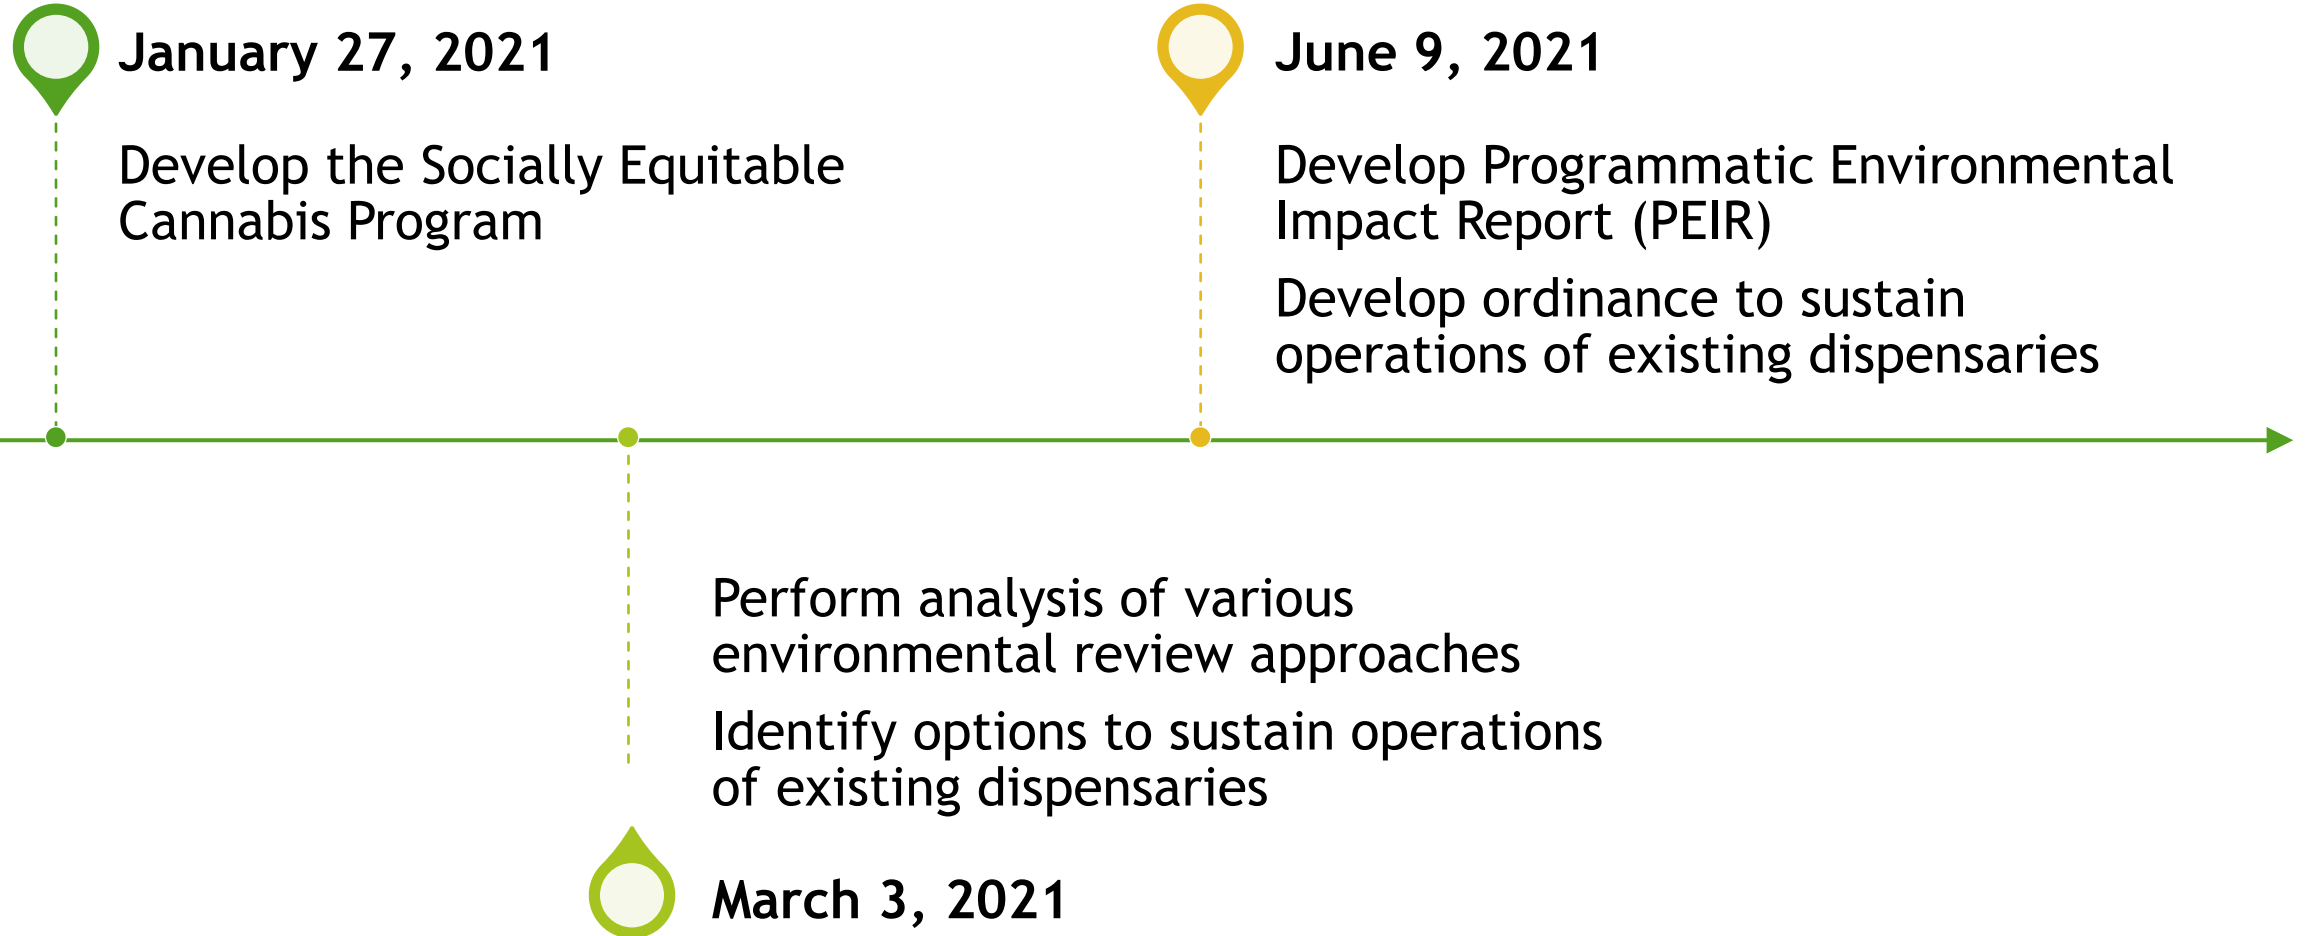 January 27, 2021
Develop the Socially Equitable
Cannabis Program
June 9, 2021
Develop Programmatic Environmental
Impact Report (PEIR)
Develop ordinance to sustain
operations of existing dispensaries
Perform analysis of various
environmental review approaches
Identify options to sustain operations
of existing dispensaries
March 3, 2021